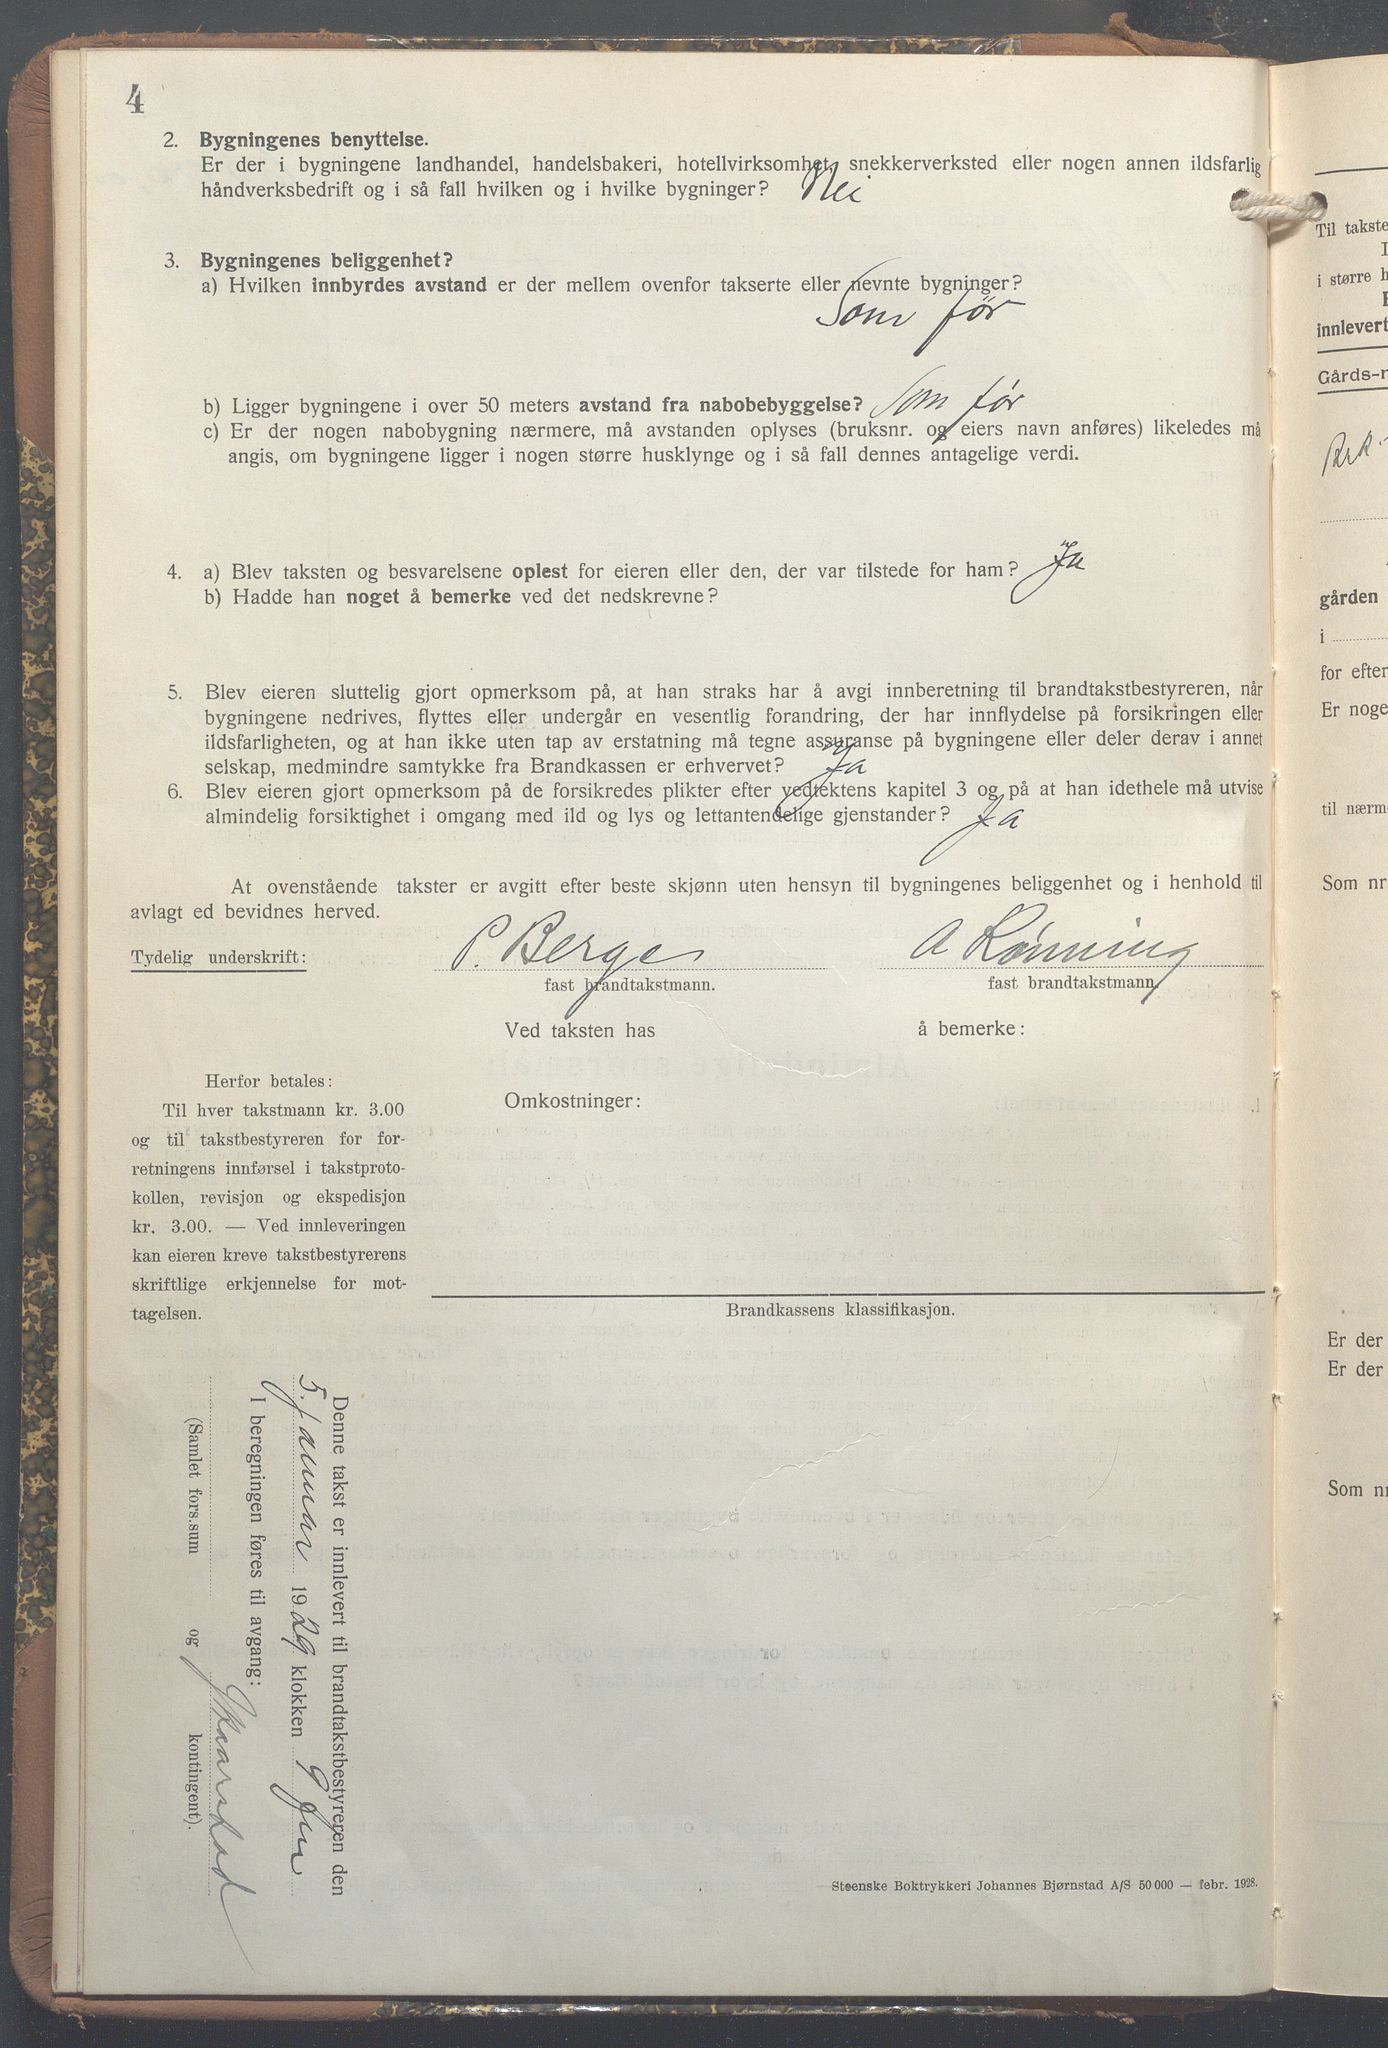 4
2. Bygningenes benyttelse.
Er der i bygningene landhandel, handelsbakeri, hotellvirksomhet, snekkerverksted eller nogen annen ildsfarlig
håndverksbedrift og i så fall hvilken og i hvilke bygninger? Nei
3. Bygningenes beliggenhet?
a) Hvilken innbyrdes avstand er der mellem ovenfor takserte eller nevnte bygninger?
Som før
b) Ligger bygningene i over 50 meters avstand fra nabobebyggelse? Som før
c) Er der nogen nabobygning nærmere, må avstanden oplyses (bruksnr. og eiers navn anføres) likeledes må
angis, om bygningene ligger i nogen større husklynge og i så fall dennes antagelige verdi.
4. a) Blev taksten og besvarelsene oplest for eieren eller den, der var tilstede for ham? Ja
b) Hadde han noget å bemerke ved det nedskrevne?
5. Blev eieren sluttelig gjort opmerksom på, at han straks har å avgi innberetning til brandtakstbestyreren, når
bygningene nedrives, flyttes eller undergår en vesentlig forandring, der har innflydelse på forsikringen eller
ildsfarligheten, og at han ikke uten tap av erstatning må tegne assuranse på bygningene eller deler derav i annet
selskap, medmindre samtykke fra Brandkassen er erhvervet? Ja
6. Blev eieren gjort opmerksom på de forsikredes plikter efter vedtektens kapitel 3 og på at han idethele må utvise
almindelig forsiktighet i omgang med ild og lys og lettantendelige gjenstander? Ja
At ovenstående takster er avgitt efter beste skjønn uten hensyn til bygningenes beliggenhet og i henhold til
avlagt ed bevidnes herved.
Tydelig underskrift: P. Berge A Rønning
fast brandtakstmann. fast brandtakstmann.
Ved taksten has å bemerke:
Herfor betales:
Til hver takstmann kr. 3.00
og til takstbestyreren for for-
retningens innførsel i takstproto-
kollen, revisjon og ekspedisjon
kr. 3.00. — Ved innleveringen
kan eieren kreve takstbestyrerens
skriftlige erkjennelse for mot-
tagelsen.
Omkostninger:
Brandkassens klassifikasjon.
Denne takst er innlevert til brandtakstbestyreren den
5. januar 1929 klokken 9 fm
I beregningen føres til avgang:
(Samlet fors.sum og kontingent).
Steenske Boktrykkeri Johannes Bjørnstad A/S 50 000 — febr. 1928.
Til takste
i større h
innlevert
Gårds-n
gården
i
for efter
Er noge
til nærm
Som nr
Er der
Er der
Som nr